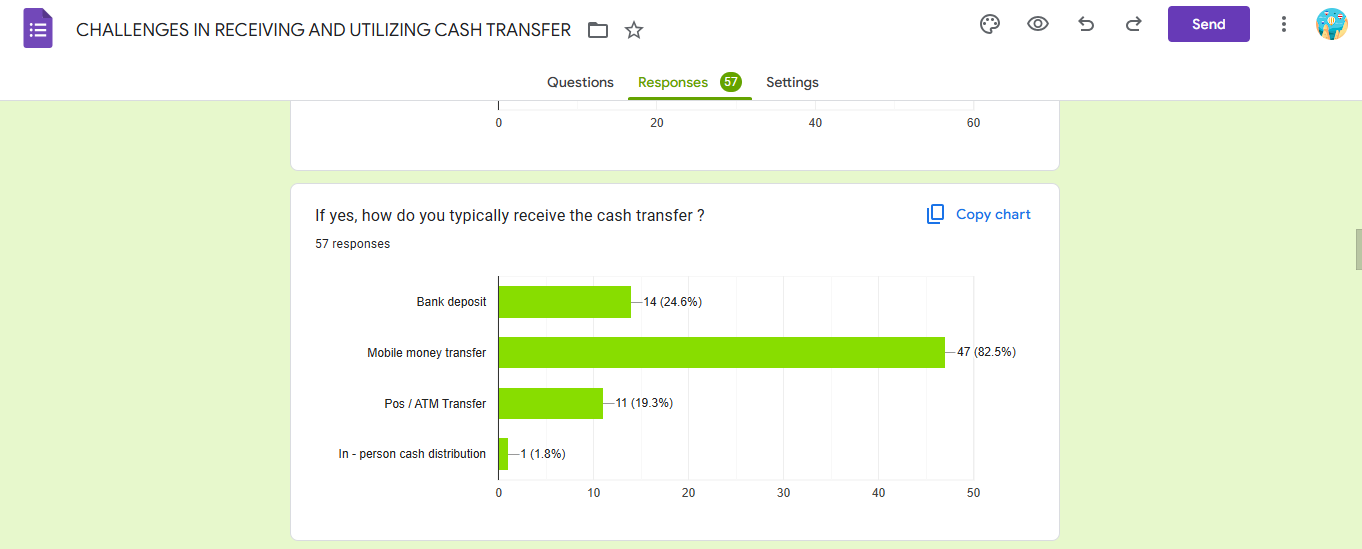 CHALLENGES IN RECEIVING AND UTILIZING CASH TRANSFER
Send
Questions
Responses 57
Settings
0 20 40 60
If yes, how do you typically receive the cash transfer ?
Copy chart
57 responses
Bank deposit 14 (24.6%)
Mobile money transfer 47 (82.5%)
Pos / ATM Transfer 11 (19.3%)
In - person cash distribution 1 (1.8%)
0 10 20 30 40 50